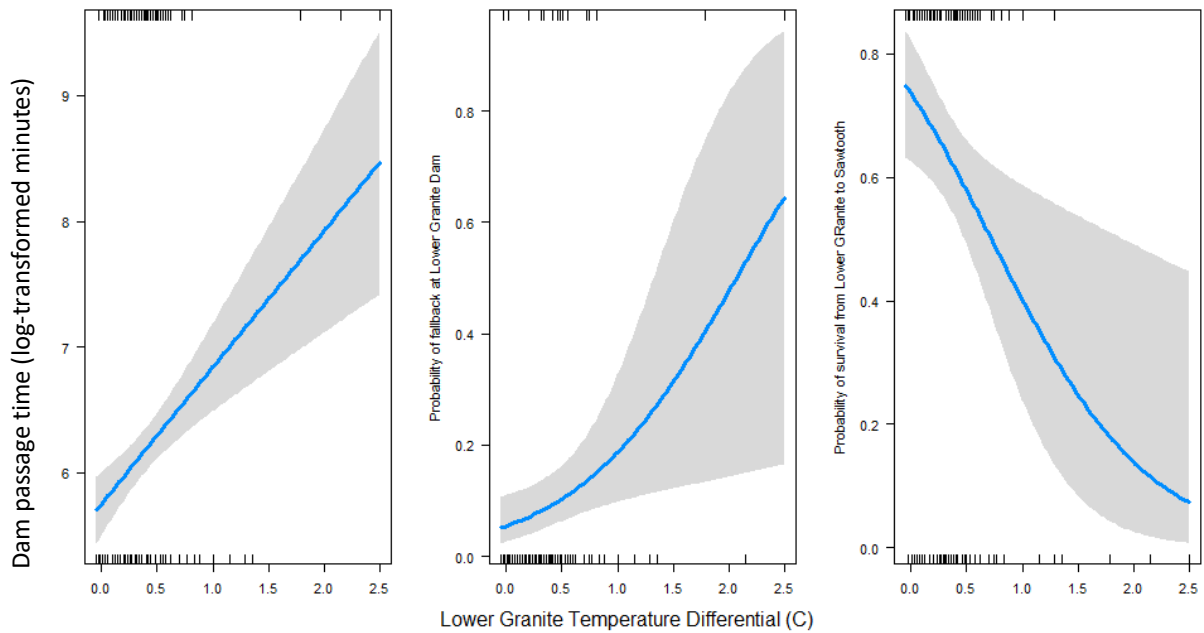 Dam passage time (log-transformed minutes)
9
8
7
6
0.0 0.5 1.0 1.5 2.0 2.5
Probability of fallback at Lower Granite Dam
0.8
0.6
0.4
0.2
0.0
0.0 0.5 1.0 1.5 2.0 2.5
Probability of survival from Lower GRanite to Sawtooth
0.8
0.6
0.4
0.2
0.0
0.0 0.5 1.0 1.5 2.0 2.5
Lower Granite Temperature Differential (C)